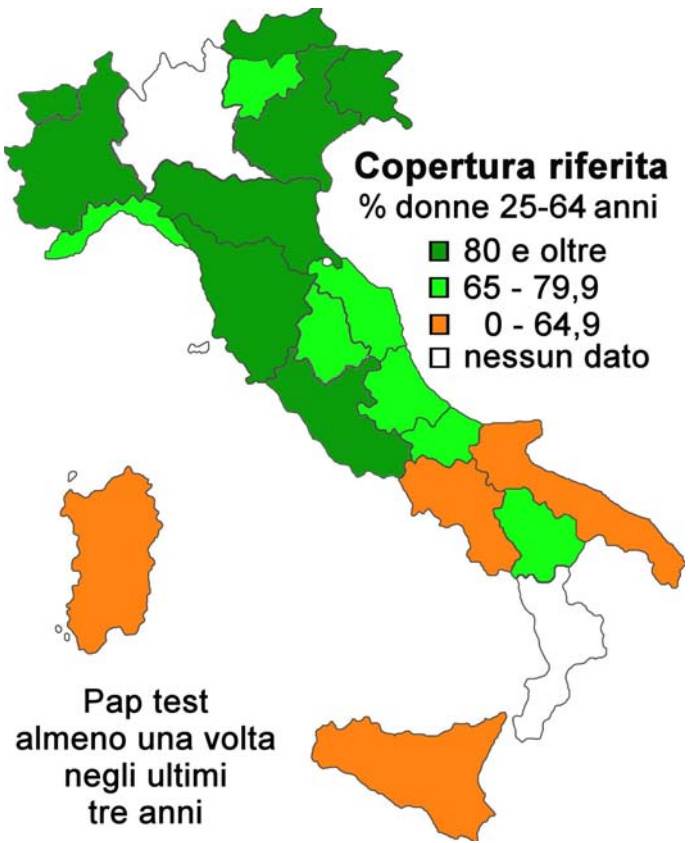 Copertura riferita
% donne 25-64 anni
80 e oltre
65 - 79,9
0 - 64,9
nessun dato
Pap test
almeno una volta
negli ultimi
tre anni